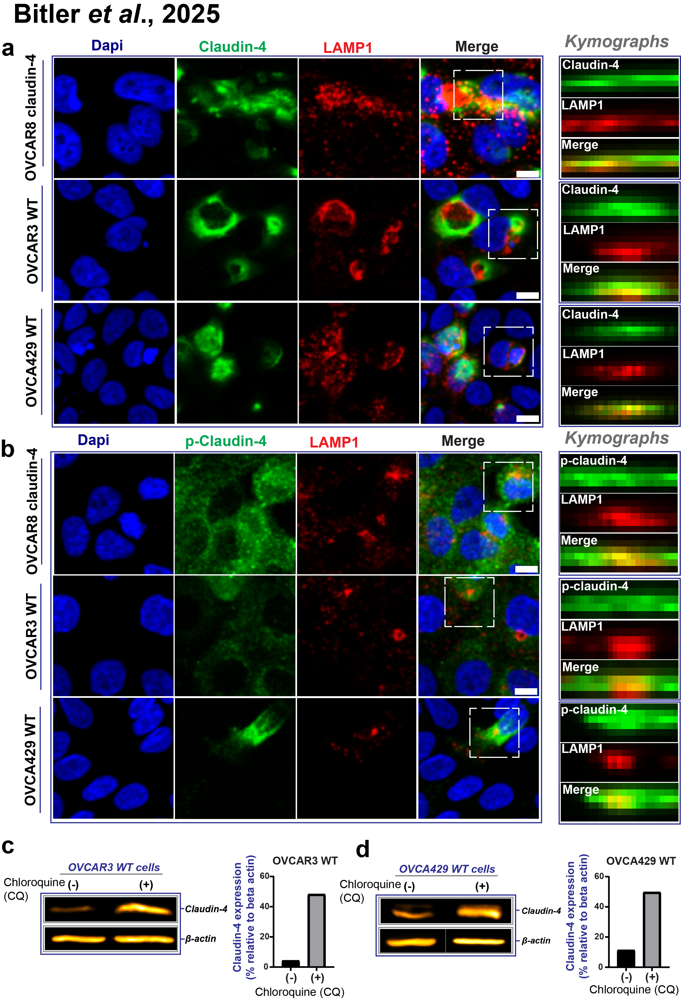 Bitler et al., 2025
a
Dapi
Claudin-4
LAMP1
Merge
Kymographs
OVCAR8 claudin-4
Claudin-4
LAMP1
Merge
OVCAR3 WT
Claudin-4
LAMP1
Merge
OVCA429 WT
Claudin-4
LAMP1
Merge
b
Dapi
p-Claudin-4
LAMP1
Merge
Kymographs
OVCAR8 claudin-4
p-claudin-4
LAMP1
Merge
OVCAR3 WT
p-claudin-4
LAMP1
Merge
OVCA429 WT
p-claudin-4
LAMP1
Merge
c
OVCAR3 WT cells
Chloroquine (-) (+)
(CQ)
Claudin-4
β-actin
OVCAR3 WT
Claudin-4 expression
(% relative to beta actin)
60
40
20
0
(-) (+)
Chloroquine (CQ)
d
OVCA429 WT cells
Chloroquine (-) (+)
(CQ)
Claudin-4
β-actin
OVCA429 WT
Claudin-4 expression
(% relative to beta actin)
60
40
20
0
(-) (+)
Chloroquine (CQ)